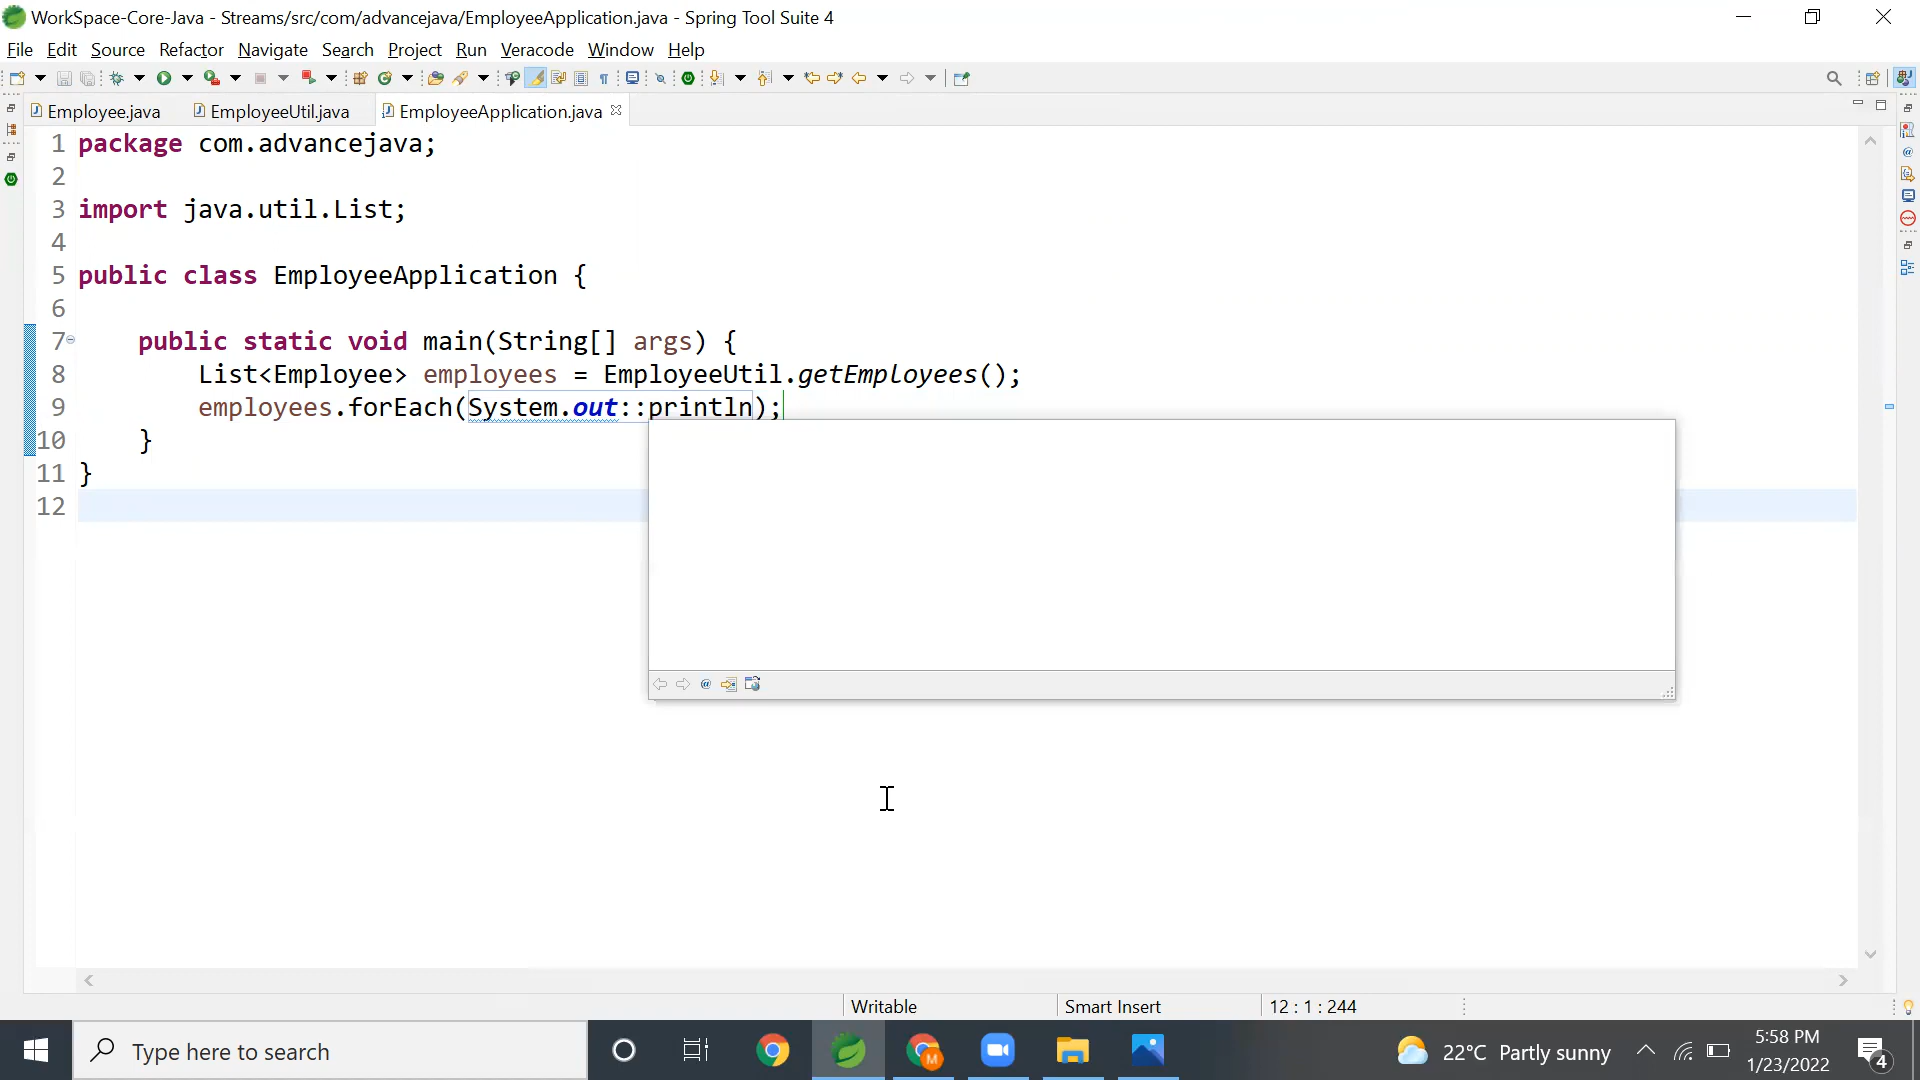 WorkSpace-Core-Java - Streams/src/com/advancejava/EmployeeApplication.java - Spring Tool Suite 4
File Edit Source Refactor Navigate Search Project Run Veracode Window Help
Employee.java EmployeeUtil.java EmployeeApplication.java
1 package com.advancejava;
2
3 import java.util.List;
4
5 public class EmployeeApplication {
6
7 public static void main(String[] args) {
8 List<Employee> employees = EmployeeUtil.getEmployees();
9 employees.forEach(System.out::println);
10 }
11 }
12
Writable Smart Insert 12 : 1 : 244
Type here to search
M
22°C Partly sunny
5:58 PM
1/23/2022
4